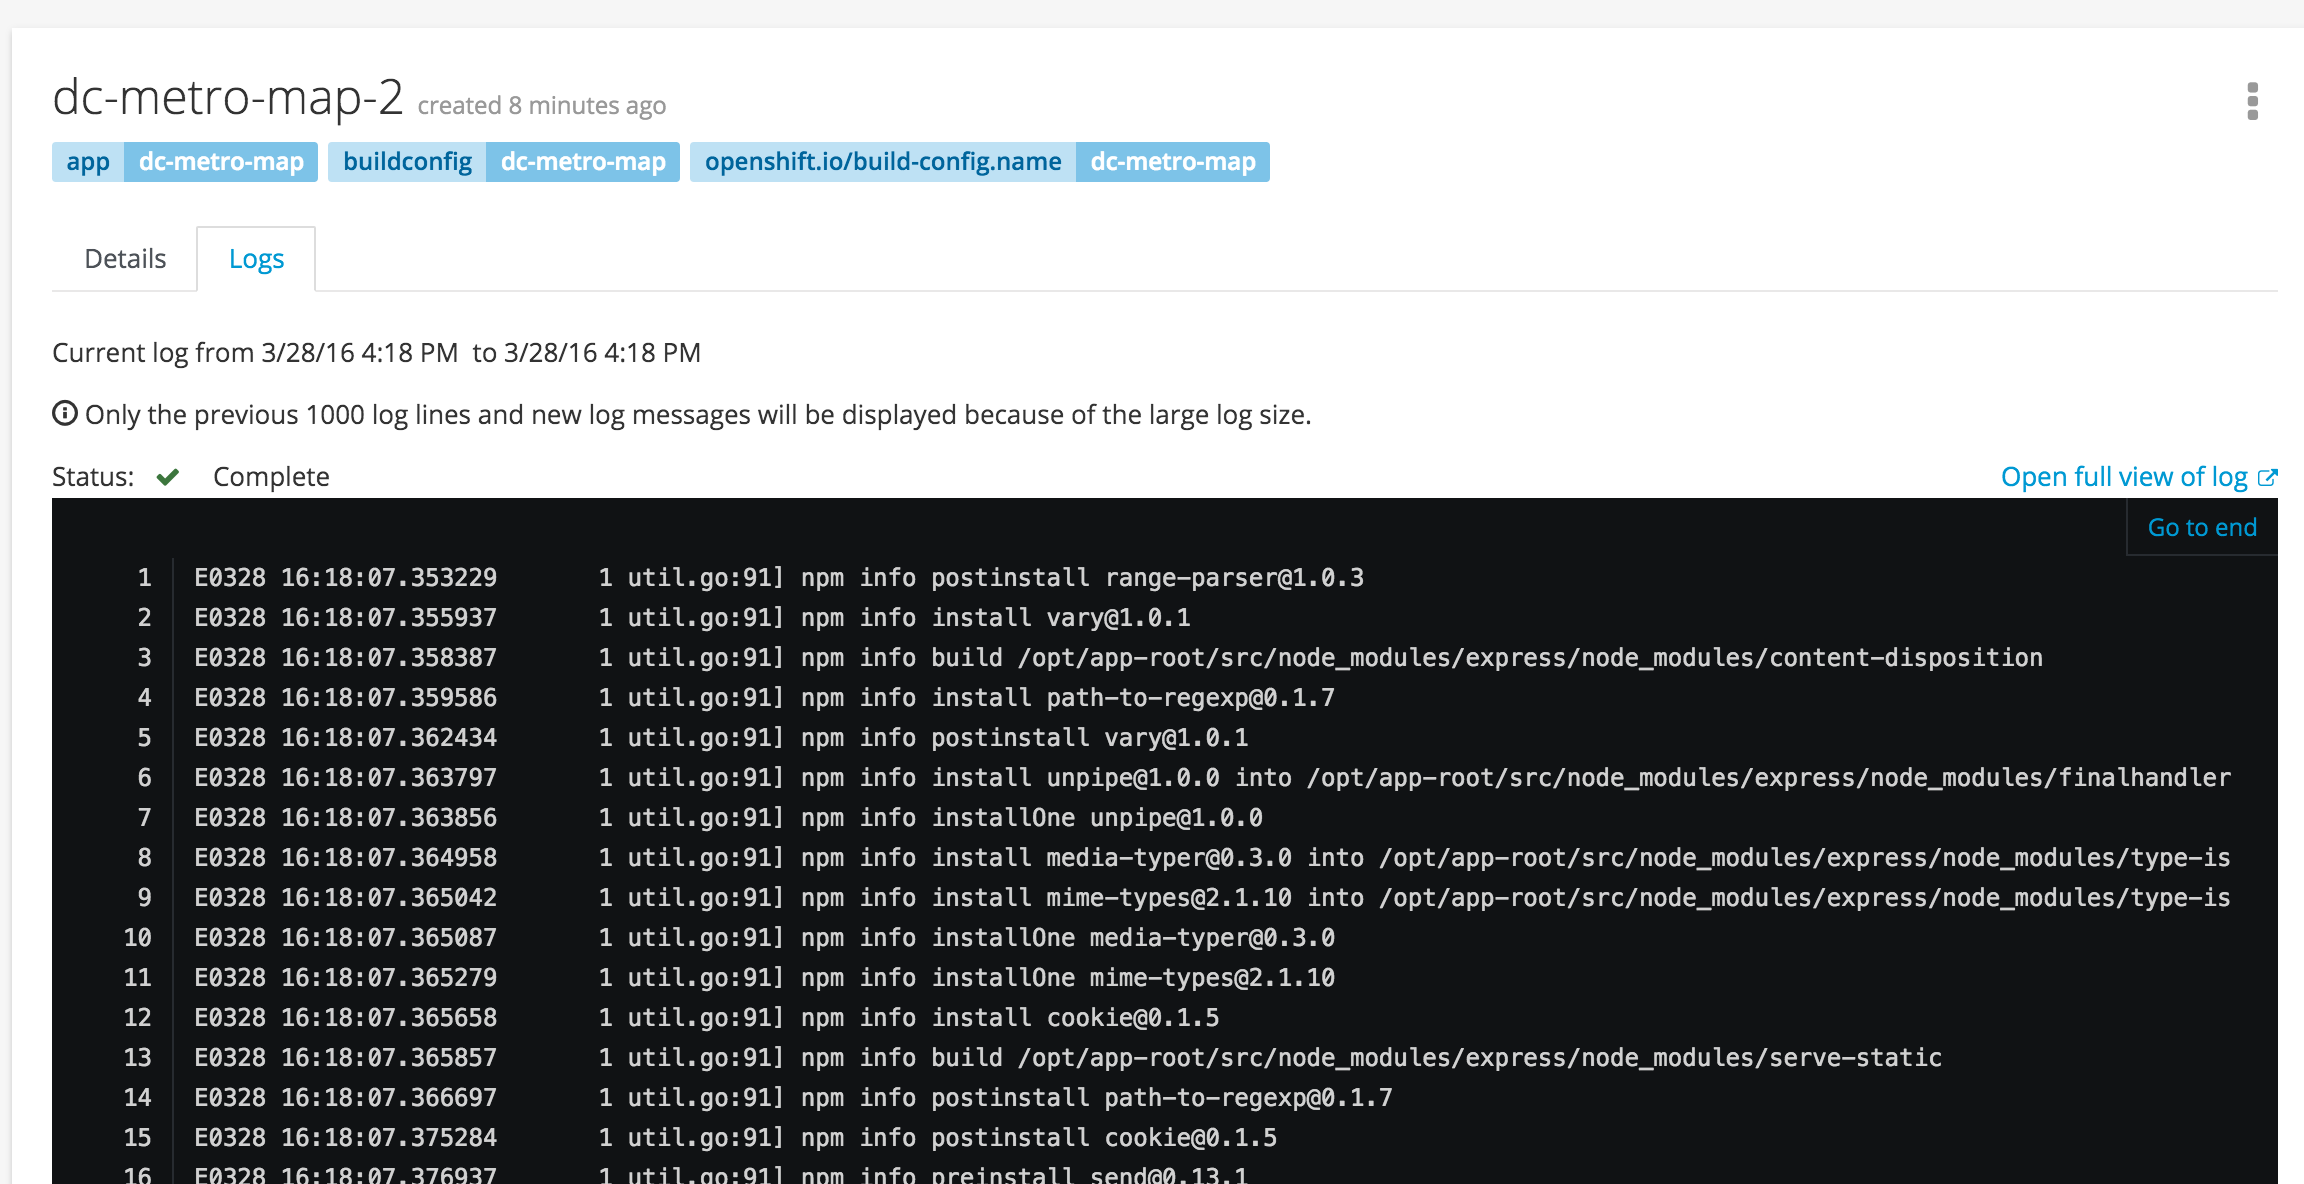 dc-metro-map-2 created 8 minutes ago
app dc-metro-map buildconfig dc-metro-map openshift.io/build-config.name dc-metro-map
Details Logs
Current log from 3/28/16 4:18 PM to 3/28/16 4:18 PM
Only the previous 1000 log lines and new log messages will be displayed because of the large log size.
Status: Complete Open full view of log
Go to end
1 E0328 16:18:07.353229 1 util.go:91] npm info postinstall range-parser@1.0.3
2 E0328 16:18:07.355937 1 util.go:91] npm info install vary@1.0.1
3 E0328 16:18:07.358387 1 util.go:91] npm info build /opt/app-root/src/node_modules/express/node_modules/content-disposition
4 E0328 16:18:07.359586 1 util.go:91] npm info install path-to-regexp@0.1.7
5 E0328 16:18:07.362434 1 util.go:91] npm info postinstall vary@1.0.1
6 E0328 16:18:07.363797 1 util.go:91] npm info install unpipe@1.0.0 into /opt/app-root/src/node_modules/express/node_modules/finalhandler
7 E0328 16:18:07.363856 1 util.go:91] npm info installOne unpipe@1.0.0
8 E0328 16:18:07.364958 1 util.go:91] npm info install media-typer@0.3.0 into /opt/app-root/src/node_modules/express/node_modules/type-is
9 E0328 16:18:07.365042 1 util.go:91] npm info install mime-types@2.1.10 into /opt/app-root/src/node_modules/express/node_modules/type-is
10 E0328 16:18:07.365087 1 util.go:91] npm info installOne media-typer@0.3.0
11 E0328 16:18:07.365279 1 util.go:91] npm info installOne mime-types@2.1.10
12 E0328 16:18:07.365658 1 util.go:91] npm info install cookie@0.1.5
13 E0328 16:18:07.365857 1 util.go:91] npm info build /opt/app-root/src/node_modules/express/node_modules/serve-static
14 E0328 16:18:07.366697 1 util.go:91] npm info postinstall path-to-regexp@0.1.7
15 E0328 16:18:07.375284 1 util.go:91] npm info postinstall cookie@0.1.5
16 E0328 16:18:07.376937 1 util.go:91] npm info preinstall send@0.13.1